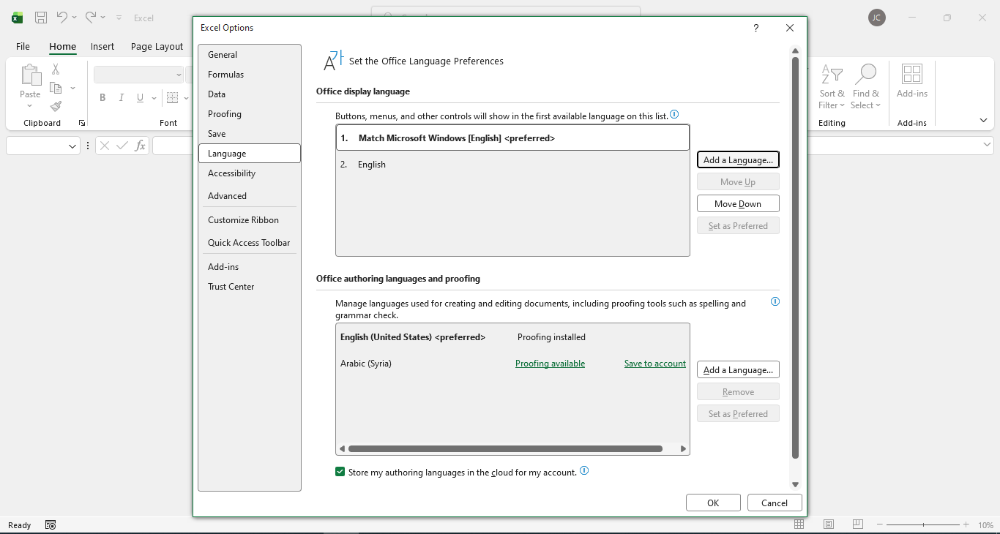 Excel
JC
File Home Insert Page Layout
Paste
Clipboard
B I U
Font
Sort & Filter
Find & Select
Editing
Add-ins
Add-ins
fx
Excel Options
?
General
Formulas
Data
Proofing
Save
Language
Accessibility
Advanced
Customize Ribbon
Quick Access Toolbar
Add-ins
Trust Center
Set the Office Language Preferences
Office display language
Buttons, menus, and other controls will show in the first available language on this list.
1. Match Microsoft Windows [English] <preferred>
2. English
Add a Language...
Move Up
Move Down
Set as Preferred
Office authoring languages and proofing
Manage languages used for creating and editing documents, including proofing tools such as spelling and
grammar check.
English (United States) <preferred> Proofing installed
Arabic (Syria) Proofing available Save to account
Add a Language...
Remove
Set as Preferred
Store my authoring languages in the cloud for my account.
OK Cancel
Ready
10%